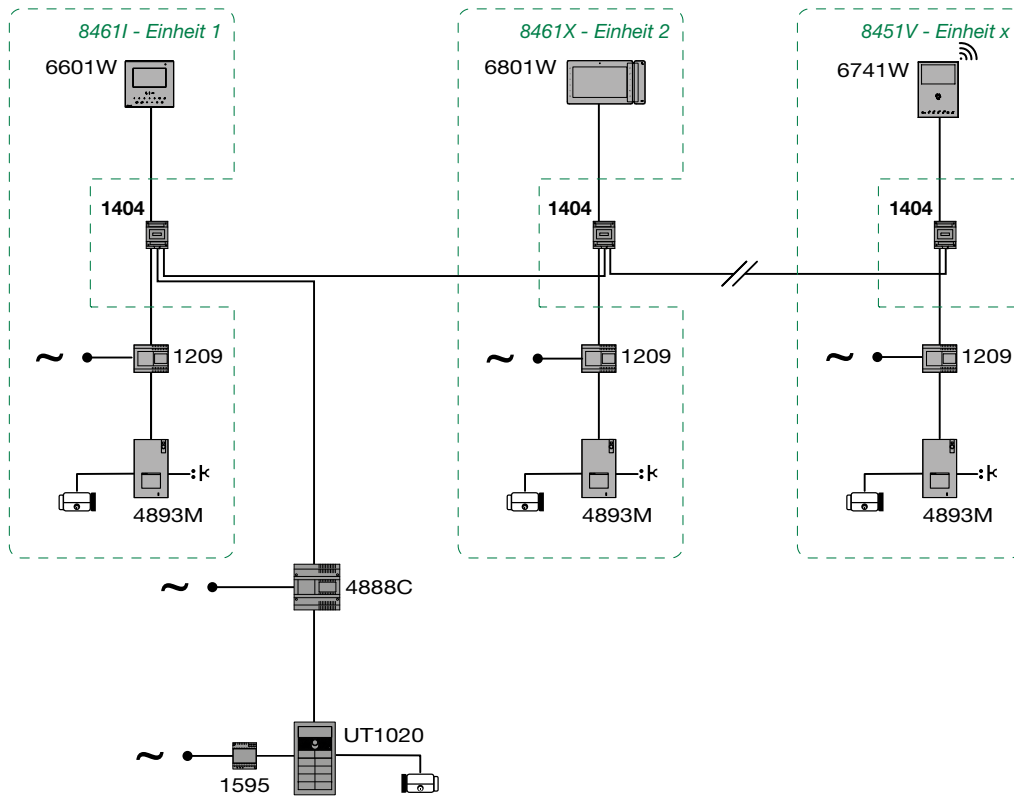 8461I - Einheit 1
8461X - Einheit 2
8451V - Einheit x
6601W
6801W
6741W
1404
1404
1404
~
1209
~
1209
~
1209
4893M
4893M
4893M
~
4888C
UT1020
~
1595